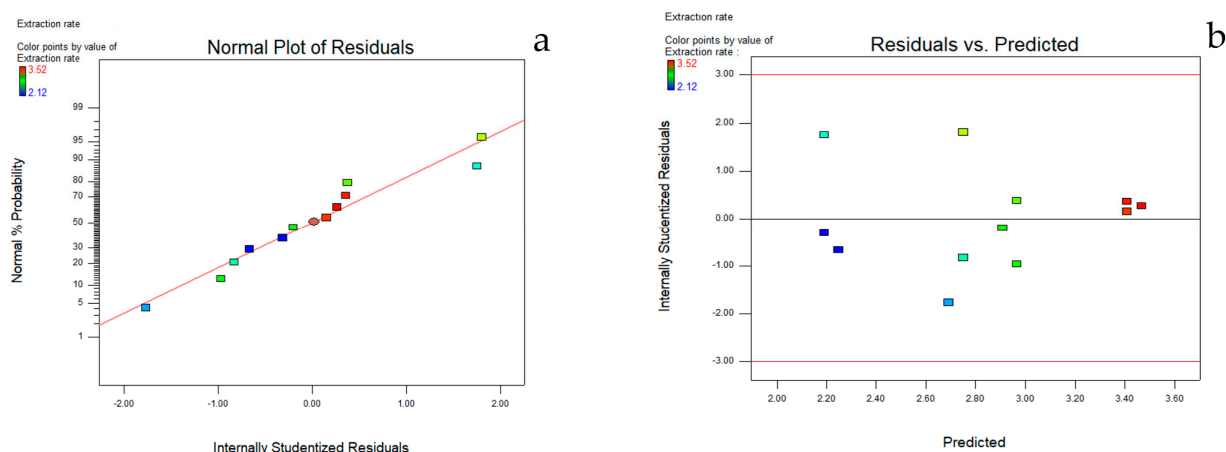 Extraction rate
Color points by value of
Extraction rate
3.52
2.12
Normal Plot of Residuals
a
Normal % Probability
99
95
90
80
70
50
30
20
10
5
1
-2.00
-1.00
0.00
1.00
2.00
Internally Studentized Residuals
Extraction rate
Color points by value of
Extraction rate :
3.52
2.12
Residuals vs. Predicted
b
Internally Stucentized Residuals
3.00
2.00
1.00
0.00
-1.00
-2.00
-3.00
2.00
2.20
2.40
2.60
2.80
3.00
3.20
3.40
3.60
Predicted